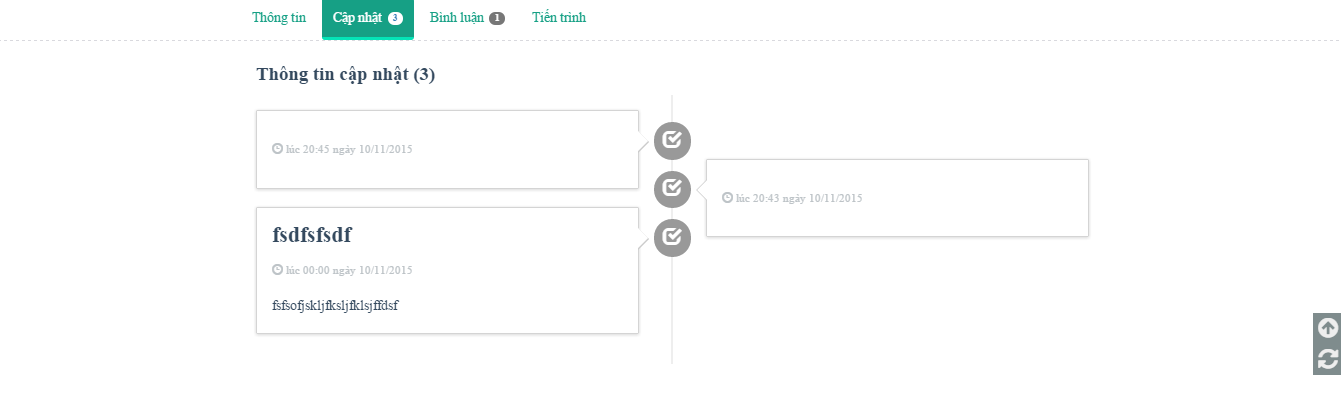 Thông tin
Cập nhật 3
Bình luận 1
Tiến trình
Thông tin cập nhật (3)
lúc 20:45 ngày 10/11/2015
lúc 20:43 ngày 10/11/2015
fsdfsfsdf
lúc 00:00 ngày 10/11/2015
fsfsofjskljfksljfklsjffdsf